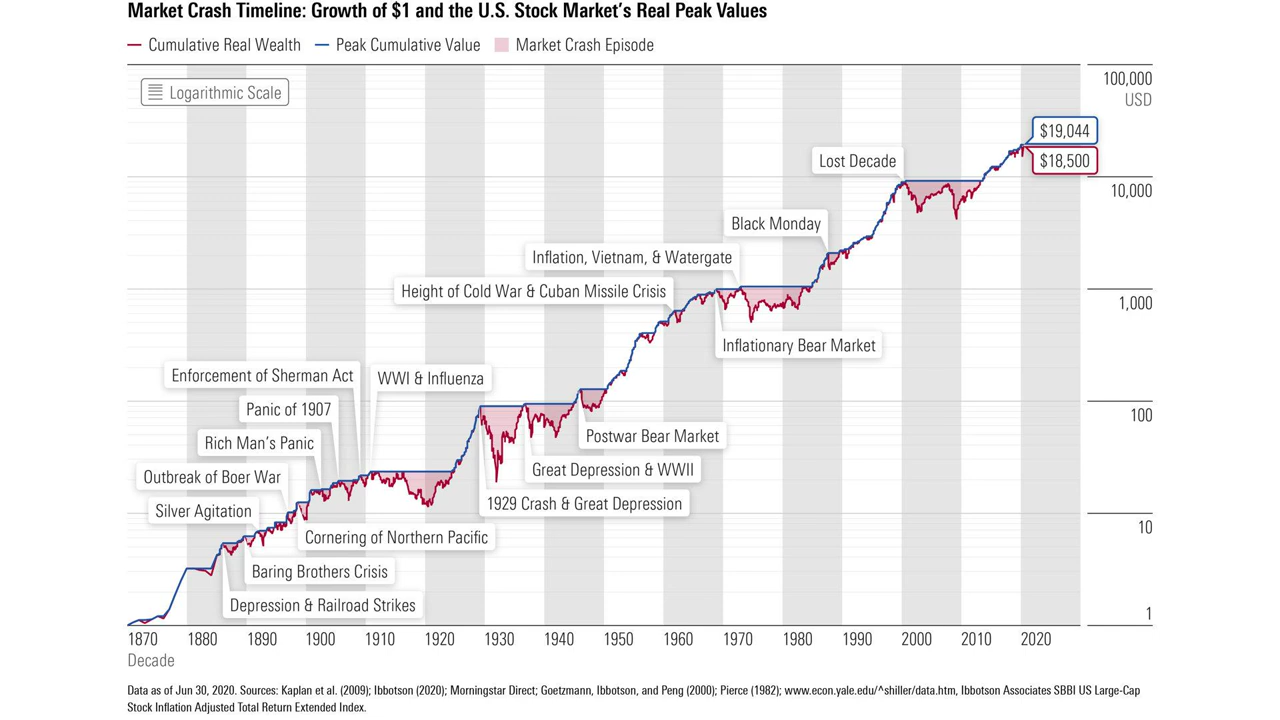 Market Crash Timeline: Growth of $1 and the U.S. Stock Market's Real Peak Values
Cumulative Real Wealth
Peak Cumulative Value
Market Crash Episode
Logarithmic Scale
100,000
USD
$19,044
$18,500
Lost Decade
10,000
Black Monday
Inflation, Vietnam, & Watergate
Height of Cold War & Cuban Missile Crisis
1,000
Inflationary Bear Market
Enforcement of Sherman Act
WWI & Influenza
Panic of 1907
100
Rich Man's Panic
Postwar Bear Market
Outbreak of Boer War
Great Depression & WWII
Silver Agitation
1929 Crash & Great Depression
10
Cornering of Northern Pacific
Baring Brothers Crisis
Depression & Railroad Strikes
1
1870 1880 1890 1900 1910 1920 1930 1940 1950 1960 1970 1980 1990 2000 2010 2020
Decade
Data as of Jun 30, 2020. Sources: Kaplan et al. (2009); Ibbotson (2020); Morningstar Direct; Goetzmann, Ibbotson, and Peng (2000); Pierce (1982); www.econ.yale.edu/^shiller/data.htm, Ibbotson Associates SBBI US Large-Cap
Stock Inflation Adjusted Total Return Extended Index.